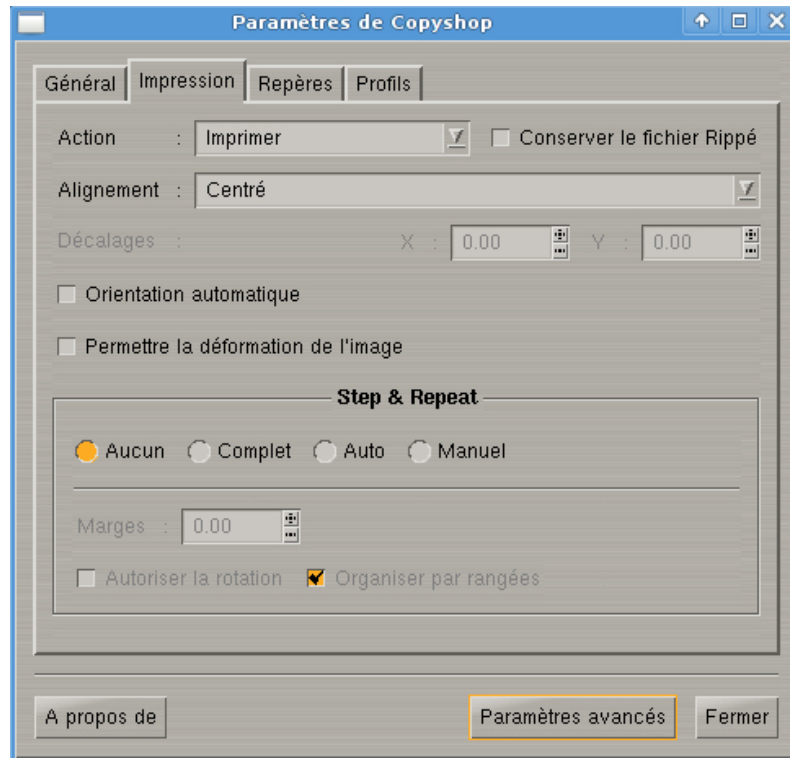 Paramètres de Copyshop
Général Impression Repères Profils
Action : Imprimer Conserver le fichier Rippé
Alignement : Centré
Décalages : X : 0.00 Y : 0.00
Orientation automatique
Permettre la déformation de l'image
Step & Repeat
Aucun Complet Auto Manuel
Marges : 0.00
Autoriser la rotation Organiser par rangées
A propos de Paramètres avancés Fermer